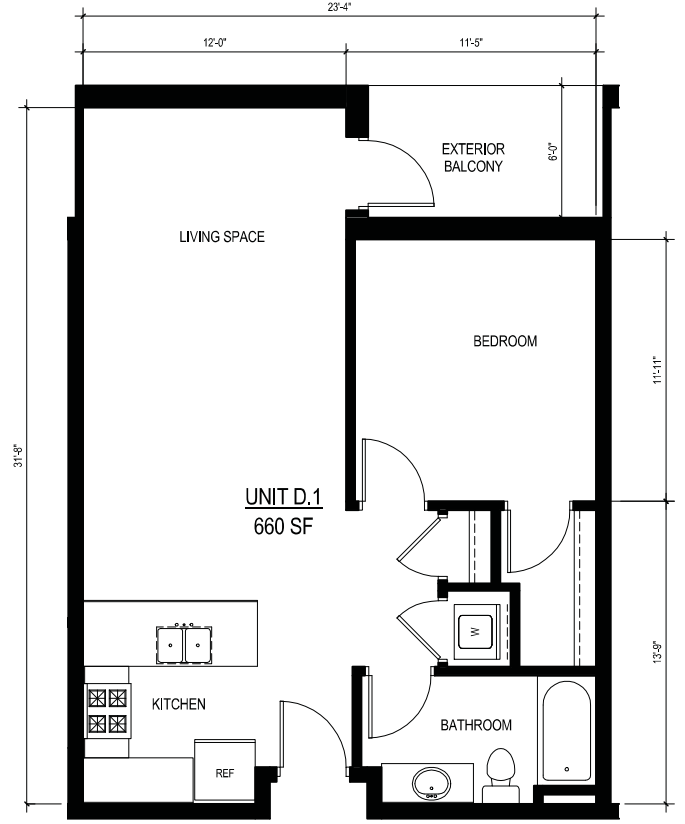 23'-4"
12'-0"
11'-5"
EXTERIOR
BALCONY
6'-0"
LIVING SPACE
BEDROOM
11'-11"
31'-8"
UNIT D.1
660 SF
W
13'-9"
KITCHEN
BATHROOM
REF